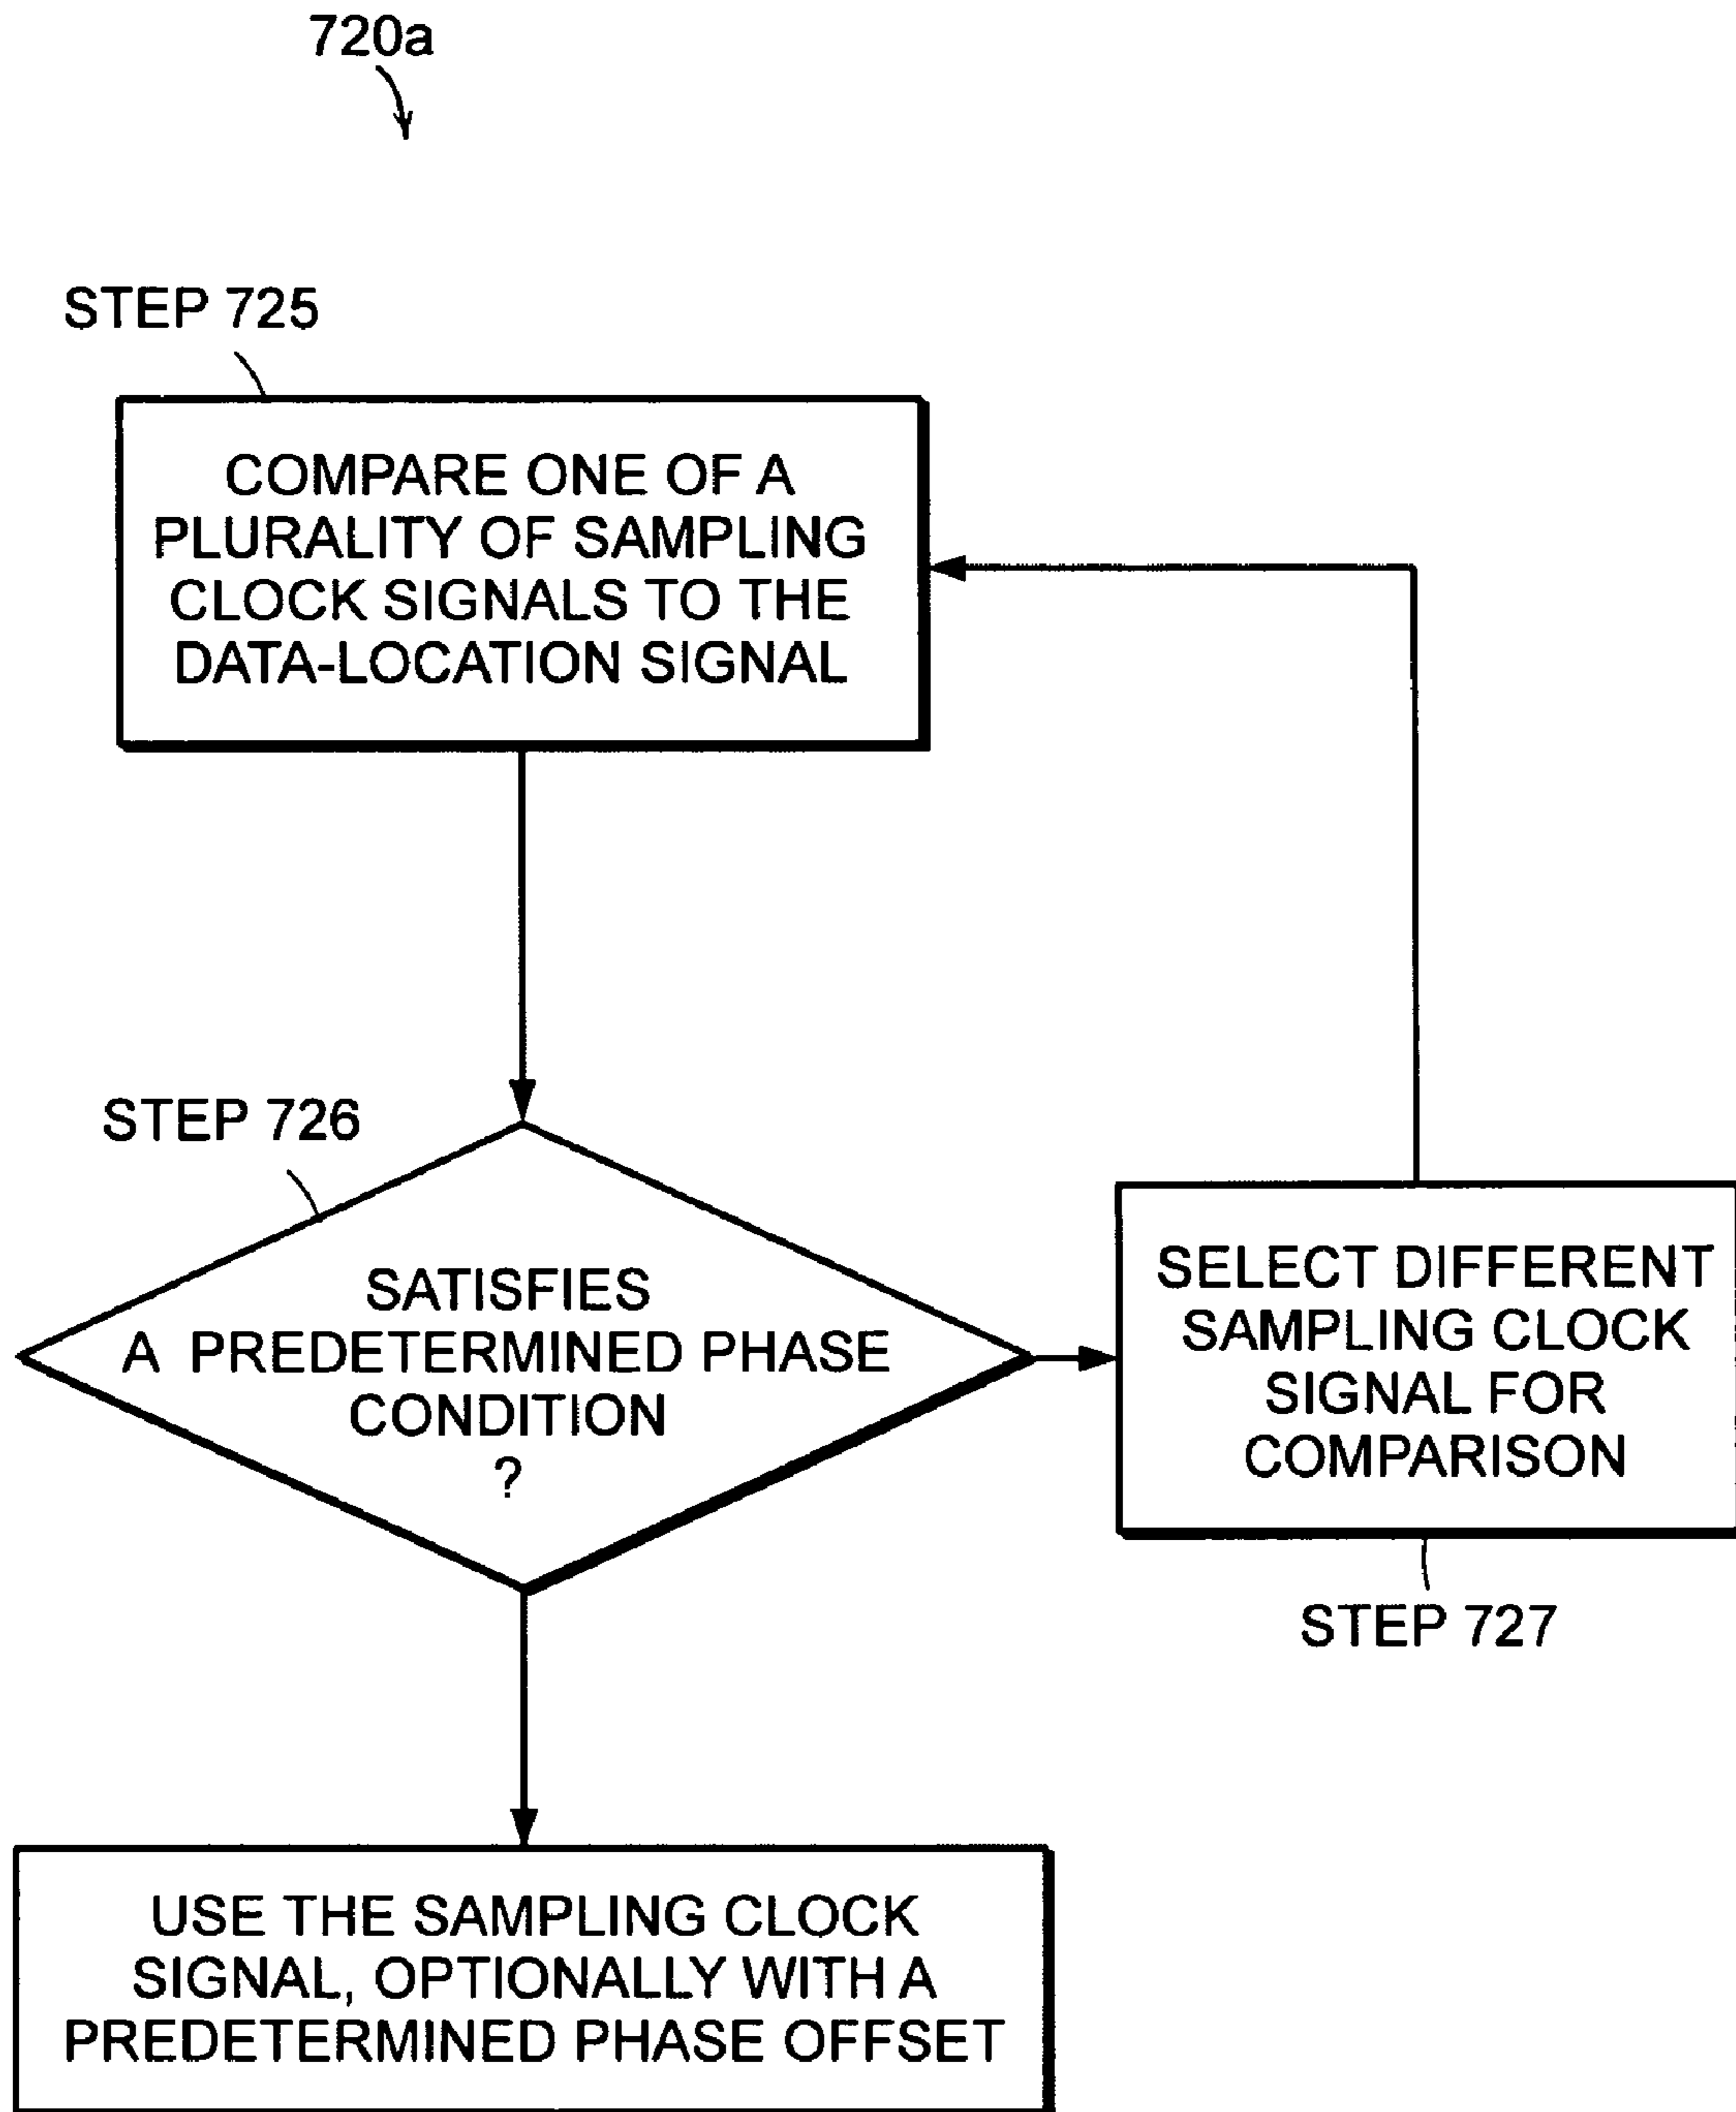 720a
STEP 725
COMPARE ONE OF A
PLURALITY OF SAMPLING
CLOCK SIGNALS TO THE
DATA-LOCATION SIGNAL
STEP 726
SATISFIES
A PREDETERMINED PHASE
CONDITION
?
SELECT DIFFERENT
SAMPLING CLOCK
SIGNAL FOR
COMPARISON
STEP 727
USE THE SAMPLING CLOCK
SIGNAL, OPTIONALLY WITH A
PREDETERMINED PHASE OFFSET